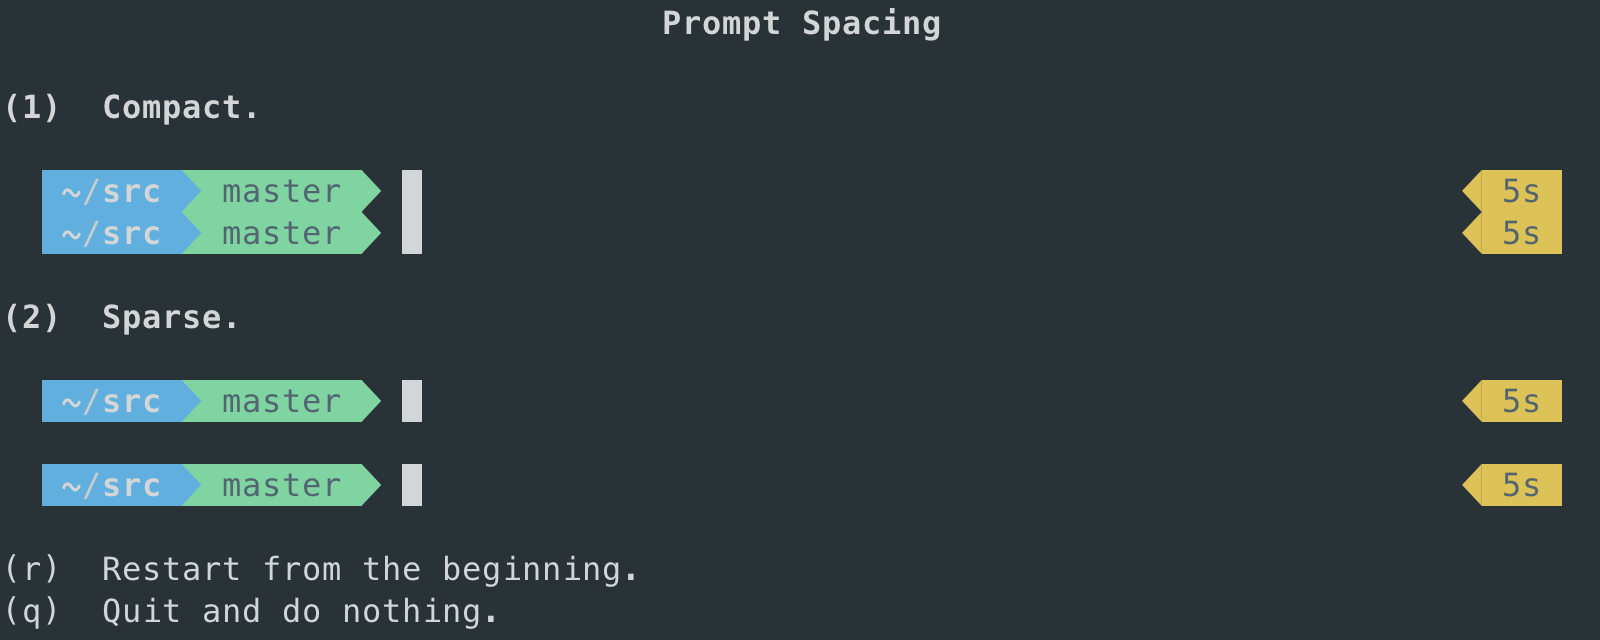 Prompt Spacing
(1) Compact.
~/src master 5s
~/src master 5s
(2) Sparse.
~/src master 5s
~/src master 5s
(r) Restart from the beginning.
(q) Quit and do nothing.